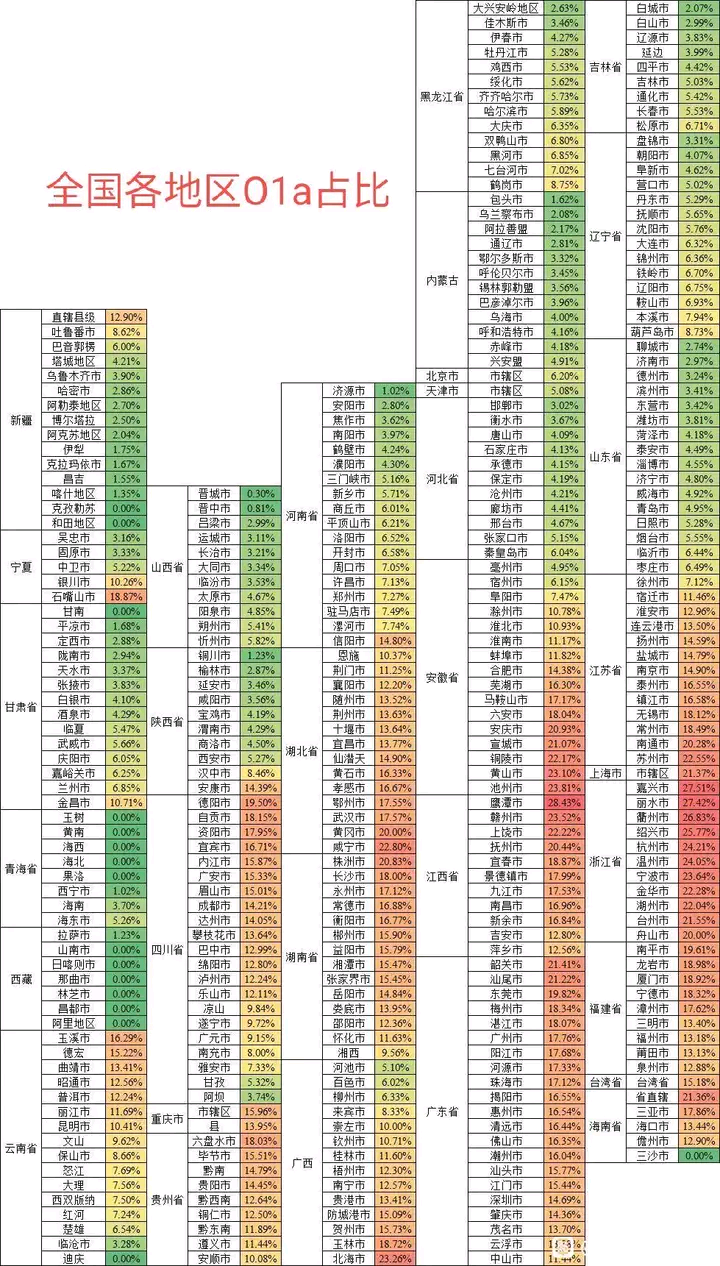 全国各地区O1a占比
新疆
直辖县级 12.90%
吐鲁番市 8.62%
巴音郭楞 6.00%
塔城地区 4.21%
乌鲁木齐市 3.90%
哈密市 2.86%
阿勒泰地区 2.70%
博尔塔拉 2.50%
阿克苏地区 2.04%
伊犁 1.75%
克拉玛依市 1.67%
昌吉 1.55%
喀什地区 1.35%
克孜勒苏 0.00%
和田地区 0.00%
宁夏
吴忠市 3.16%
固原市 3.33%
中卫市 5.22%
银川市 10.26%
石嘴山市 18.87%
甘肃省
甘南 0.00%
平凉市 1.68%
定西市 2.88%
陇南市 2.94%
天水市 3.37%
张掖市 3.83%
白银市 4.10%
酒泉市 4.29%
临夏 5.47%
武威市 5.66%
庆阳市 6.05%
嘉峪关市 6.25%
兰州市 6.85%
金昌市 10.71%
青海省
玉树 0.00%
黄南 0.00%
海西 0.00%
海北 0.00%
果洛 0.00%
西宁市 1.02%
海南 3.70%
海东市 5.26%
西藏
拉萨市 1.23%
山南市 0.00%
日喀则市 0.00%
那曲市 0.00%
林芝市 0.00%
昌都市 0.00%
阿里地区 0.00%
云南省
玉溪市 16.29%
德宏 15.22%
曲靖市 13.41%
昭通市 12.56%
普洱市 12.24%
丽江市 11.69%
昆明市 10.41%
文山 9.62%
保山市 8.66%
怒江 7.69%
大理 7.56%
西双版纳 7.50%
红河 7.24%
楚雄 6.54%
临沧市 3.28%
迪庆 0.00%
山西省
晋城市 0.30%
晋中市 0.81%
吕梁市 2.99%
运城市 3.11%
长治市 3.21%
大同市 3.34%
临汾市 3.53%
太原市 4.67%
阳泉市 4.85%
朔州市 5.41%
忻州市 5.82%
陕西省
铜川市 1.23%
榆林市 2.87%
延安市 3.46%
咸阳市 3.56%
宝鸡市 4.19%
渭南市 4.29%
商洛市 4.50%
西安市 5.27%
汉中市 8.46%
安康市 14.39%
四川省
德阳市 19.50%
自贡市 18.15%
资阳市 17.95%
宜宾市 16.71%
内江市 15.87%
广安市 15.33%
眉山市 15.01%
成都市 14.21%
达州市 14.05%
攀枝花市 13.64%
巴中市 12.99%
绵阳市 12.80%
泸州市 12.24%
乐山市 12.11%
凉山 9.84%
遂宁市 9.72%
广元市 9.15%
南充市 8.00%
雅安市 7.33%
甘孜 5.32%
阿坝 3.74%
重庆市
市辖区 15.96%
县 13.95%
贵州省
六盘水市 18.03%
毕节市 15.51%
黔南 14.79%
贵阳市 14.45%
黔西南 12.64%
铜仁市 12.50%
黔东南 11.89%
遵义市 11.44%
安顺市 10.08%
河南省
济源市 1.02%
安阳市 2.80%
焦作市 3.62%
南阳市 3.97%
鹤壁市 4.24%
濮阳市 4.30%
三门峡市 5.16%
新乡市 5.71%
商丘市 6.01%
平顶山市 6.21%
洛阳市 6.52%
开封市 6.58%
周口市 7.05%
许昌市 7.13%
郑州市 7.27%
驻马店市 7.49%
漯河市 7.74%
信阳市 14.80%
湖北省
恩施 10.37%
荆门市 11.25%
襄阳市 12.20%
随州市 13.52%
荆州市 13.63%
十堰市 13.64%
宜昌市 13.77%
仙潜天 14.90%
黄石市 16.33%
孝感市 16.67%
鄂州市 17.55%
武汉市 17.57%
黄冈市 20.00%
咸宁市 22.80%
湖南省
株洲市 20.83%
长沙市 18.00%
永州市 17.12%
常德市 16.88%
衡阳市 16.77%
郴州市 15.90%
益阳市 15.79%
湘潭市 15.47%
张家界市 15.45%
岳阳市 14.84%
娄底市 13.95%
邵阳市 12.36%
怀化市 11.63%
湘西 9.56%
广西
河池市 5.10%
百色市 6.02%
柳州市 6.33%
来宾市 8.33%
崇左市 10.00%
钦州市 10.71%
桂林市 11.60%
梧州市 12.30%
南宁市 12.57%
贵港市 13.41%
防城港市 15.09%
贺州市 15.73%
玉林市 18.72%
北海市 23.26%
黑龙江省
大兴安岭地区 2.63%
佳木斯市 3.46%
伊春市 4.27%
牡丹江市 5.28%
鸡西市 5.53%
绥化市 5.62%
齐齐哈尔市 5.73%
哈尔滨市 5.89%
大庆市 6.35%
双鸭山市 6.80%
黑河市 6.85%
七台河市 7.02%
鹤岗市 8.75%
内蒙古
包头市 1.62%
乌兰察布市 2.08%
阿拉善盟 2.17%
通辽市 2.81%
鄂尔多斯市 3.32%
呼伦贝尔市 3.45%
锡林郭勒盟 3.56%
巴彦淖尔市 3.96%
乌海市 4.00%
呼和浩特市 4.16%
赤峰市 4.18%
兴安盟 4.91%
北京市
市辖区 6.20%
天津市
市辖区 5.08%
河北省
邯郸市 3.02%
衡水市 3.67%
唐山市 4.09%
石家庄市 4.13%
承德市 4.15%
保定市 4.19%
沧州市 4.21%
廊坊市 4.41%
邢台市 4.67%
张家口市 5.15%
秦皇岛市 6.04%
安徽省
亳州市 4.95%
宿州市 6.15%
阜阳市 7.47%
滁州市 10.78%
淮北市 10.93%
淮南市 11.17%
蚌埠市 11.82%
合肥市 14.38%
芜湖市 16.30%
马鞍山市 17.17%
六安市 18.04%
安庆市 20.93%
宣城市 21.07%
铜陵市 22.17%
黄山市 23.10%
池州市 23.81%
江西省
鹰潭市 28.43%
赣州市 23.52%
上饶市 22.22%
抚州市 20.44%
宜春市 18.87%
景德镇市 17.99%
九江市 17.53%
南昌市 16.96%
新余市 16.84%
吉安市 12.80%
萍乡市 12.56%
广东省
韶关市 21.41%
汕尾市 21.22%
东莞市 19.82%
梅州市 18.34%
湛江市 18.07%
广州市 17.76%
阳江市 17.68%
河源市 17.33%
珠海市 17.12%
揭阳市 16.55%
惠州市 16.54%
清远市 16.44%
佛山市 16.35%
潮州市 16.04%
汕头市 15.77%
江门市 15.44%
深圳市 14.69%
肇庆市 14.36%
茂名市 13.70%
云浮市
中山市
吉林省
白城市 2.07%
白山市 2.99%
辽源市 3.83%
延边 3.99%
四平市 4.42%
吉林市 5.03%
通化市 5.42%
长春市 5.53%
松原市 6.71%
辽宁省
盘锦市 3.31%
朝阳市 4.07%
阜新市 4.62%
营口市 5.02%
丹东市 5.29%
抚顺市 5.65%
沈阳市 5.76%
大连市 6.32%
锦州市 6.36%
铁岭市 6.70%
辽阳市 6.75%
鞍山市 6.93%
本溪市 7.94%
葫芦岛市 8.73%
山东省
聊城市 2.74%
济南市 2.97%
德州市 3.24%
滨州市 3.41%
东营市 3.42%
潍坊市 3.81%
菏泽市 4.18%
泰安市 4.49%
淄博市 4.55%
济宁市 4.80%
威海市 4.92%
青岛市 4.95%
日照市 5.28%
烟台市 5.55%
临沂市 6.44%
枣庄市 6.49%
江苏省
徐州市 7.12%
宿迁市 11.46%
淮安市 12.96%
连云港市 13.50%
扬州市 14.59%
盐城市 14.79%
南京市 14.90%
泰州市 16.55%
镇江市 16.58%
无锡市 18.12%
常州市 18.49%
南通市 20.28%
苏州市 22.55%
上海市
市辖区 21.37%
浙江省
嘉兴市 27.51%
丽水市 27.42%
衢州市 26.83%
绍兴市 25.77%
杭州市 24.21%
温州市 24.05%
宁波市 23.64%
金华市 22.28%
湖州市 22.04%
台州市 21.55%
舟山市 20.00%
福建省
南平市 19.61%
龙岩市 18.98%
厦门市 18.92%
宁德市 18.32%
漳州市 17.62%
三明市 13.40%
福州市 13.18%
莆田市 13.13%
泉州市 12.88%
台湾省
台湾省 15.18%
海南省
省直辖 21.36%
三亚市 17.86%
海口市 13.44%
儋州市 12.90%
三沙市 0.00%